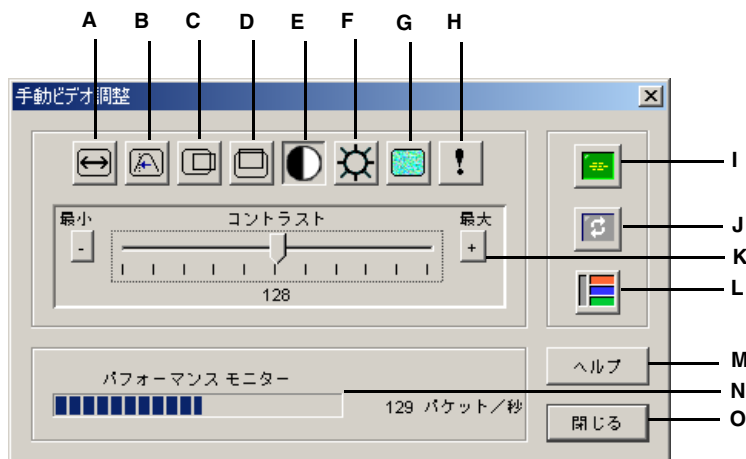 A B C D E F G H
手動ビデオ調整
I
最小 コントラスト 最大
J
- +
K
128
L
ヘルプ
M
パフォーマンス モニター
N
129 パケット／秒
閉じる
O